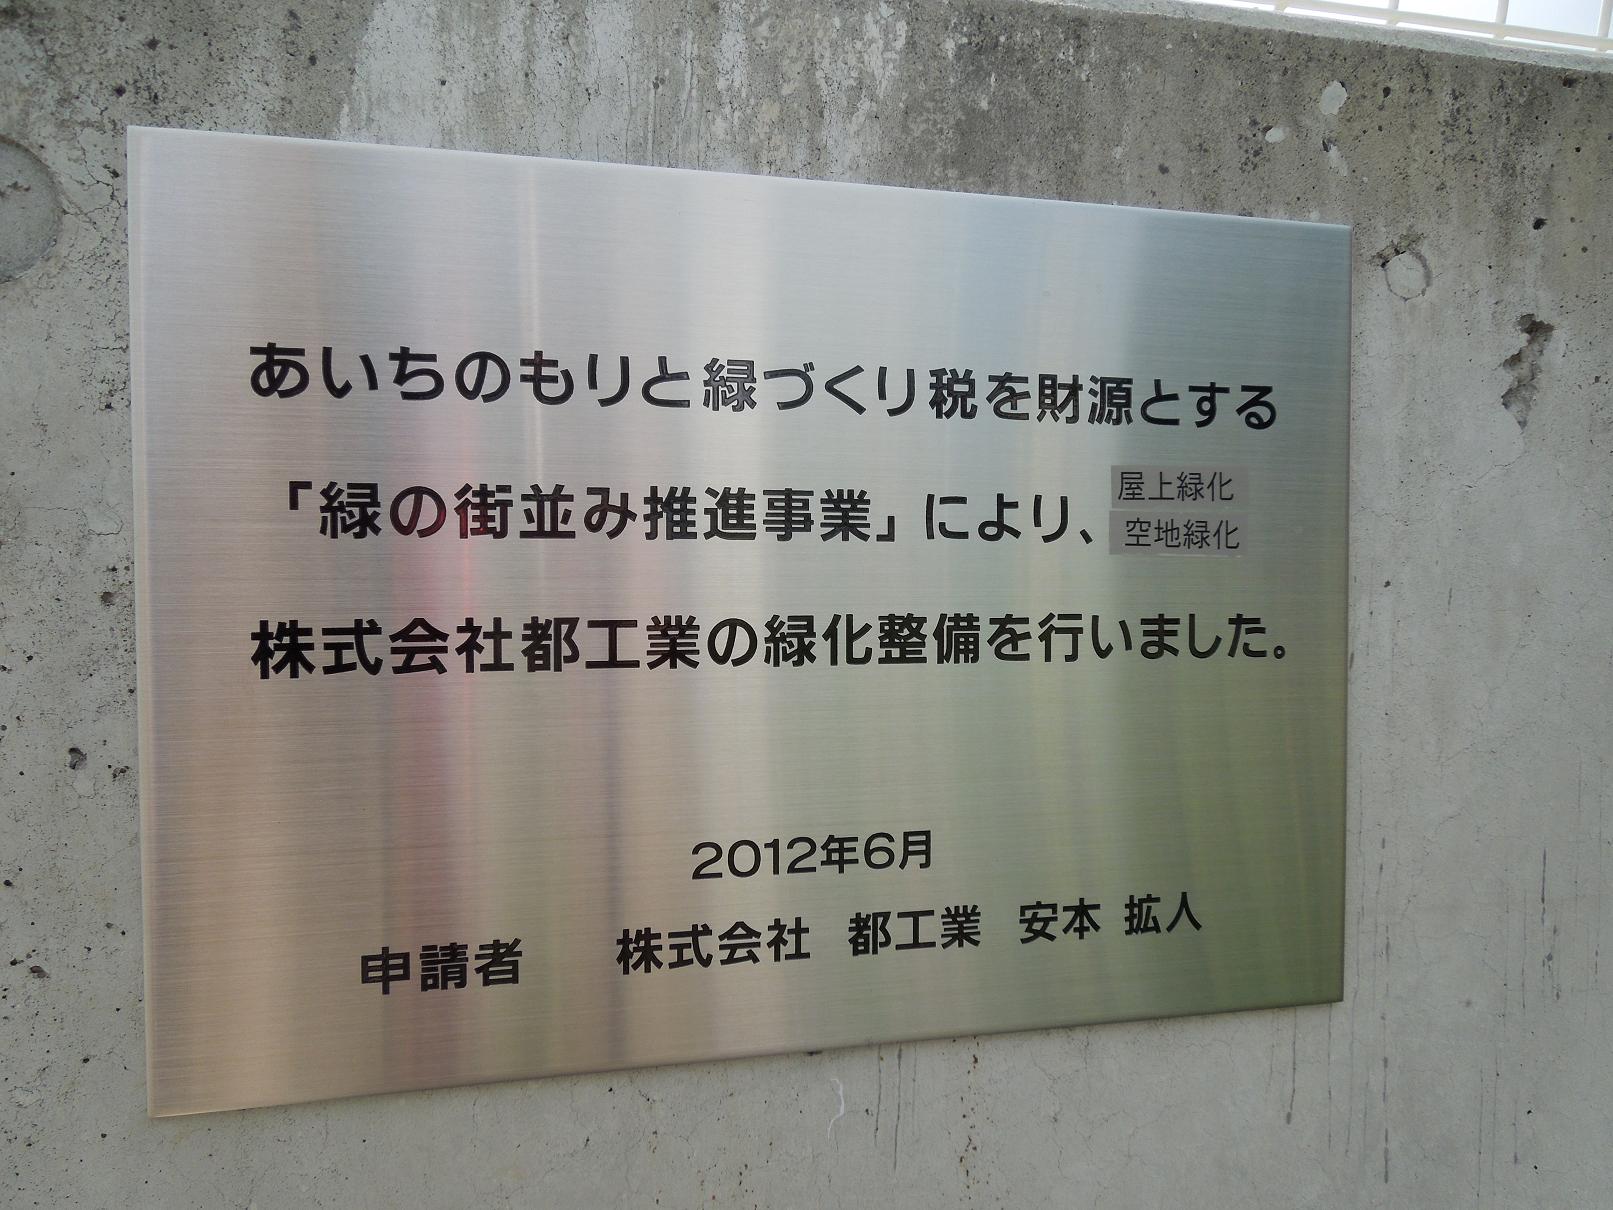 あいちのもりと緑づくり税を財源とする
「緑の街並み推進事業」により、屋上緑化
空地緑化
株式会社都工業の緑化整備を行いました。
2012年6月
申請者 株式会社 都工業 安本 拡人